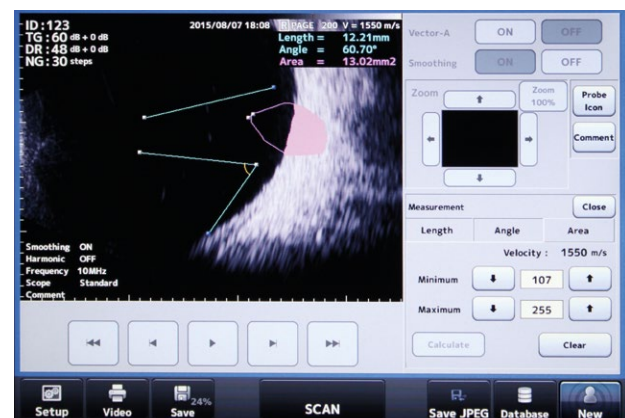 ID:123
2015/08/07 18:08 B IMAGE 200 V = 1550 m/s
TG:60 dB + 0 dB
DR:48 dB + 0 dB
NG:30 steps
Length = 12.21mm
Angle = 60.70°
Area = 13.02mm2
Smoothing ON
Harmonic OFF
Frequency 10MHz
Scope Standard
Comment
Vector-A ON OFF
Smoothing ON OFF
Zoom
Zoom
100%
Probe
Icon
Comment
Measurement Close
Length Angle Area
Velocity : 1550 m/s
Minimum 107
Maximum 255
Calculate Clear
Setup
Video
24%
Save
SCAN
Save JPEG
Database
New